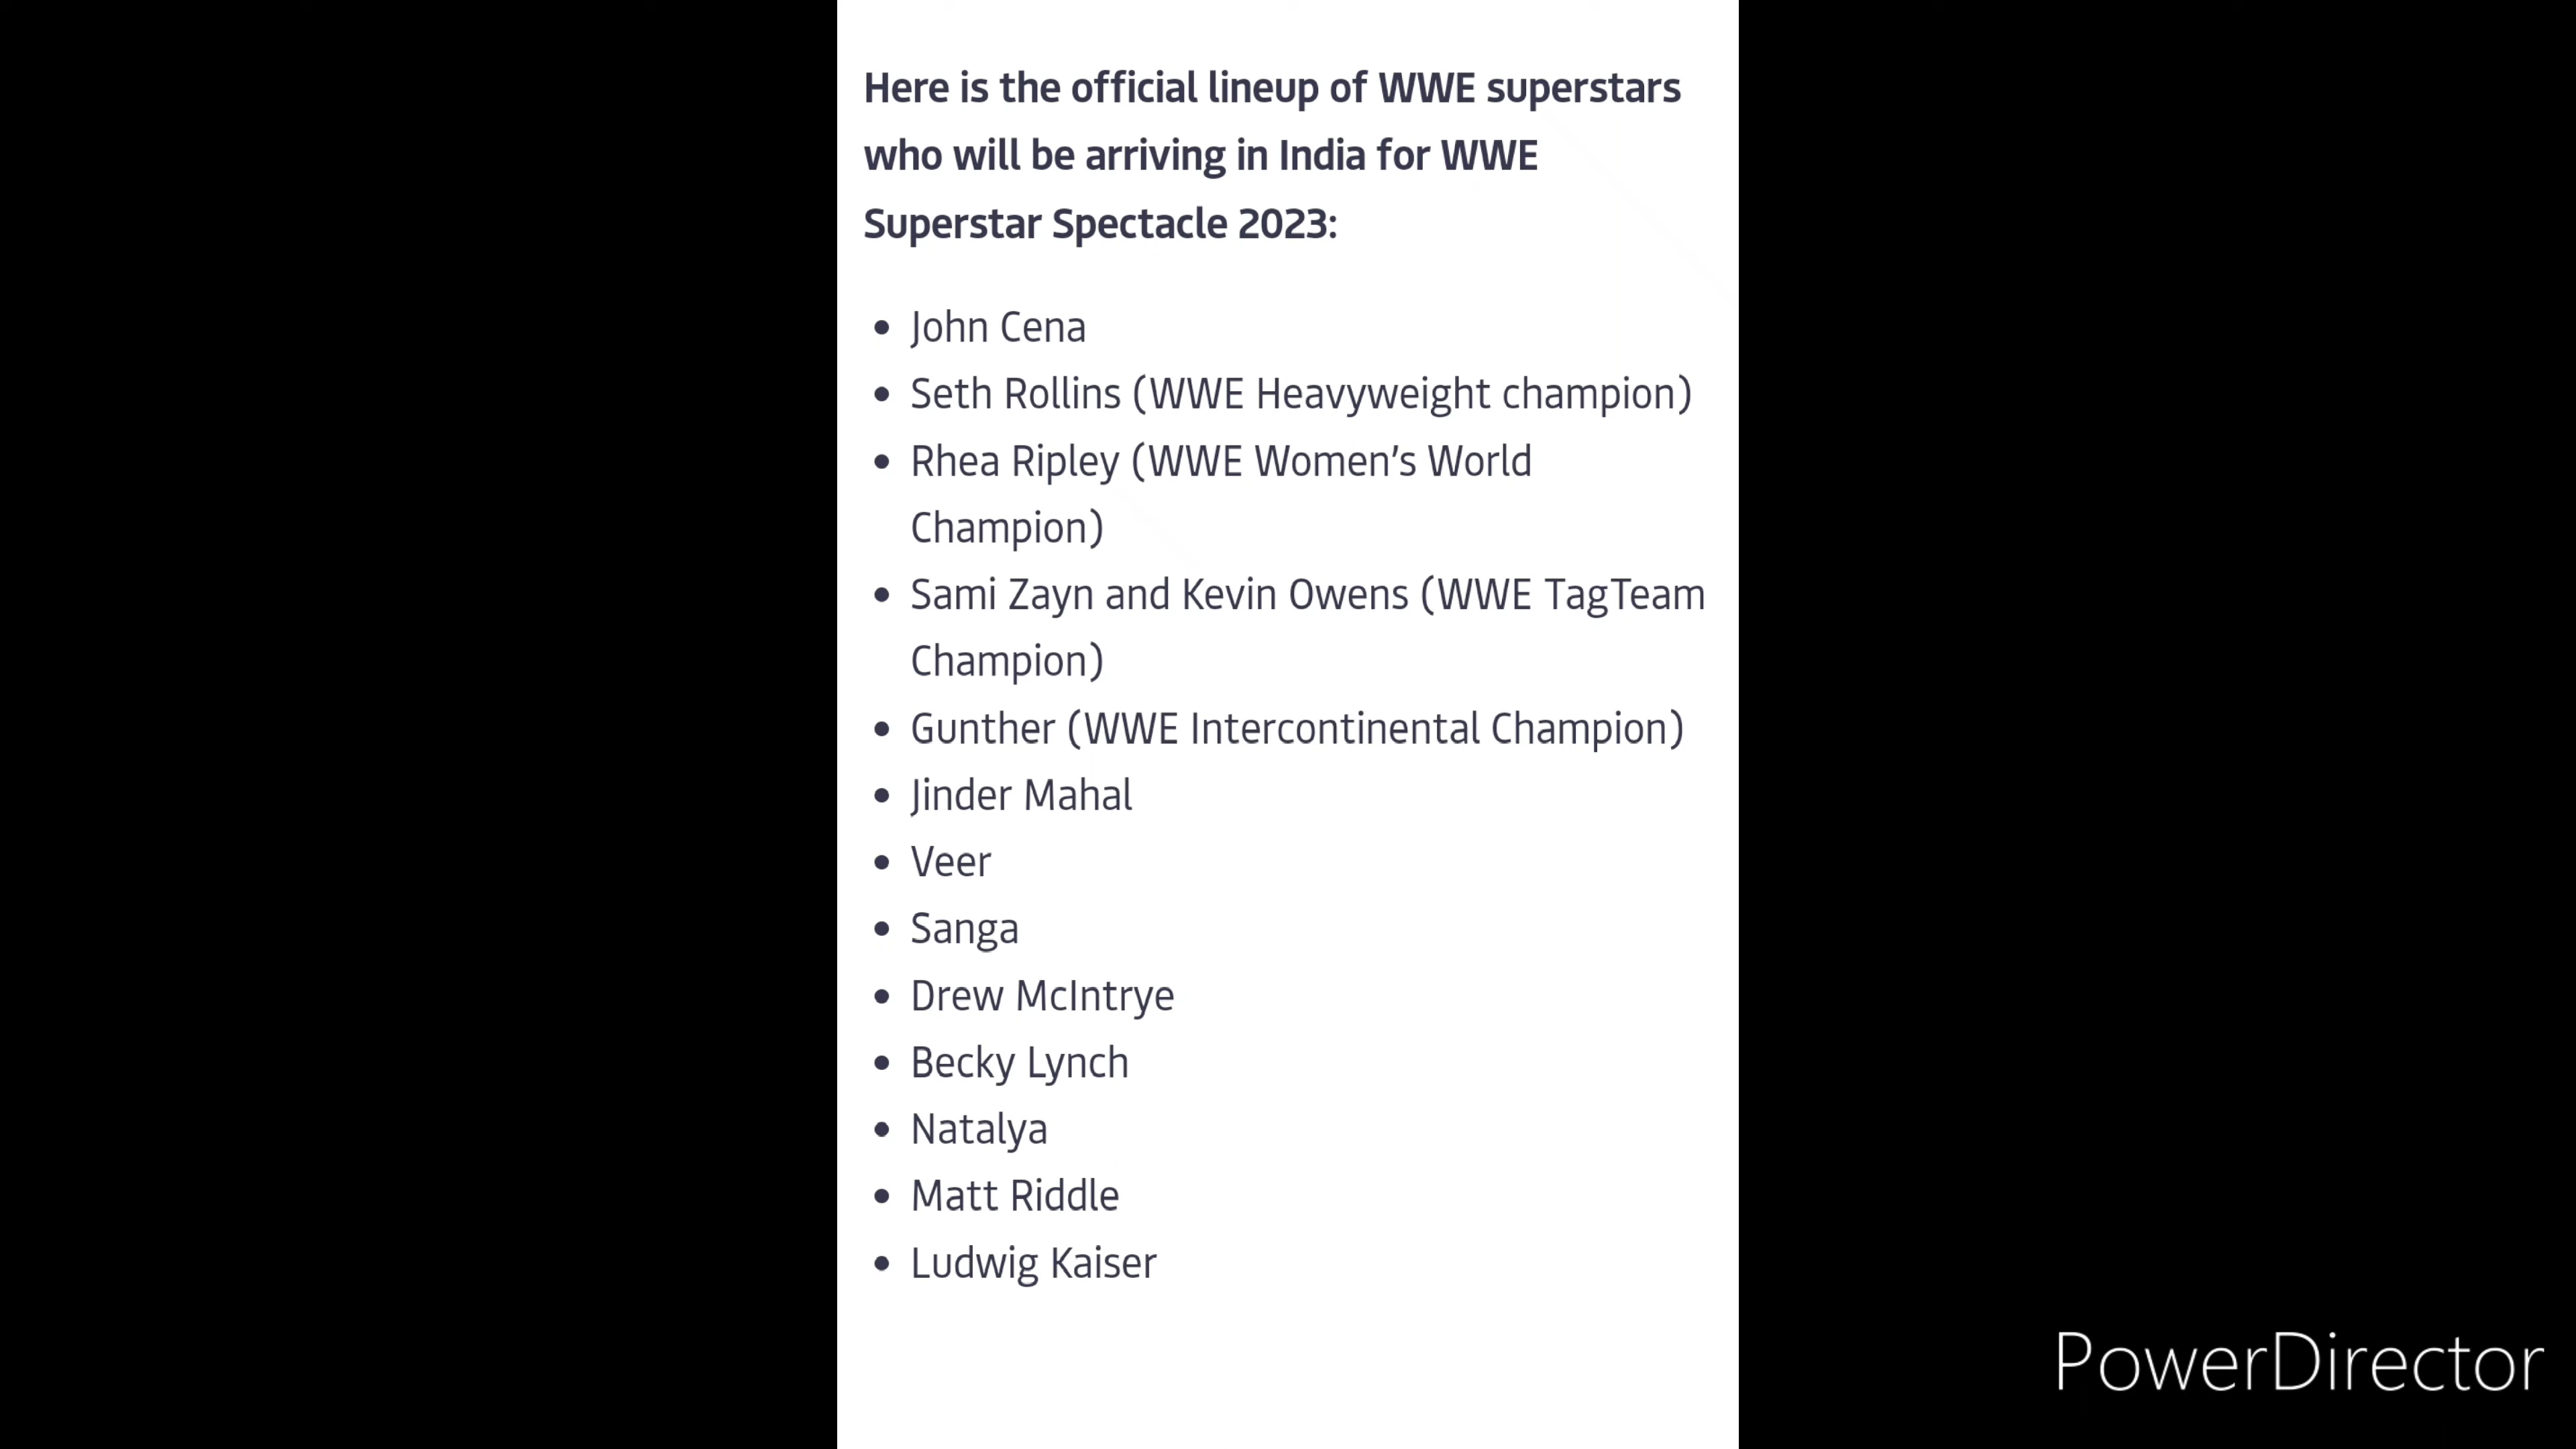 Here is the official lineup of WWE superstars
who will be arriving in India for WWE
Superstar Spectacle 2023:
• John Cena
• Seth Rollins (WWE Heavyweight champion)
• Rhea Ripley (WWE Women’s World
Champion)
• Sami Zayn and Kevin Owens (WWE TagTeam
Champion)
• Gunther (WWE Intercontinental Champion)
• Jinder Mahal
• Veer
• Sanga
• Drew McIntrye
• Becky Lynch
• Natalya
• Matt Riddle
• Ludwig Kaiser
PowerDirector